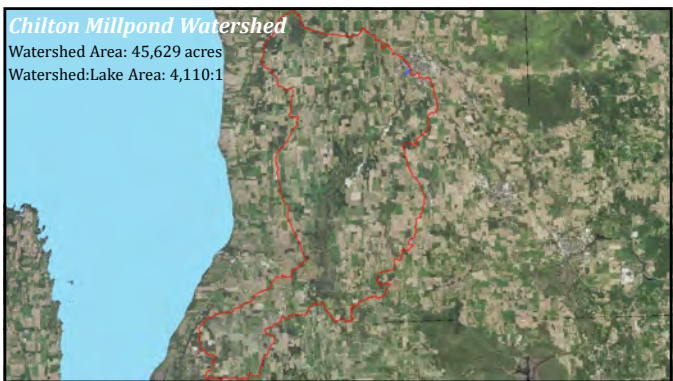 Chilton Millpond Watershed
Watershed Area: 45,629 acres
Watershed:Lake Area: 4,110:1